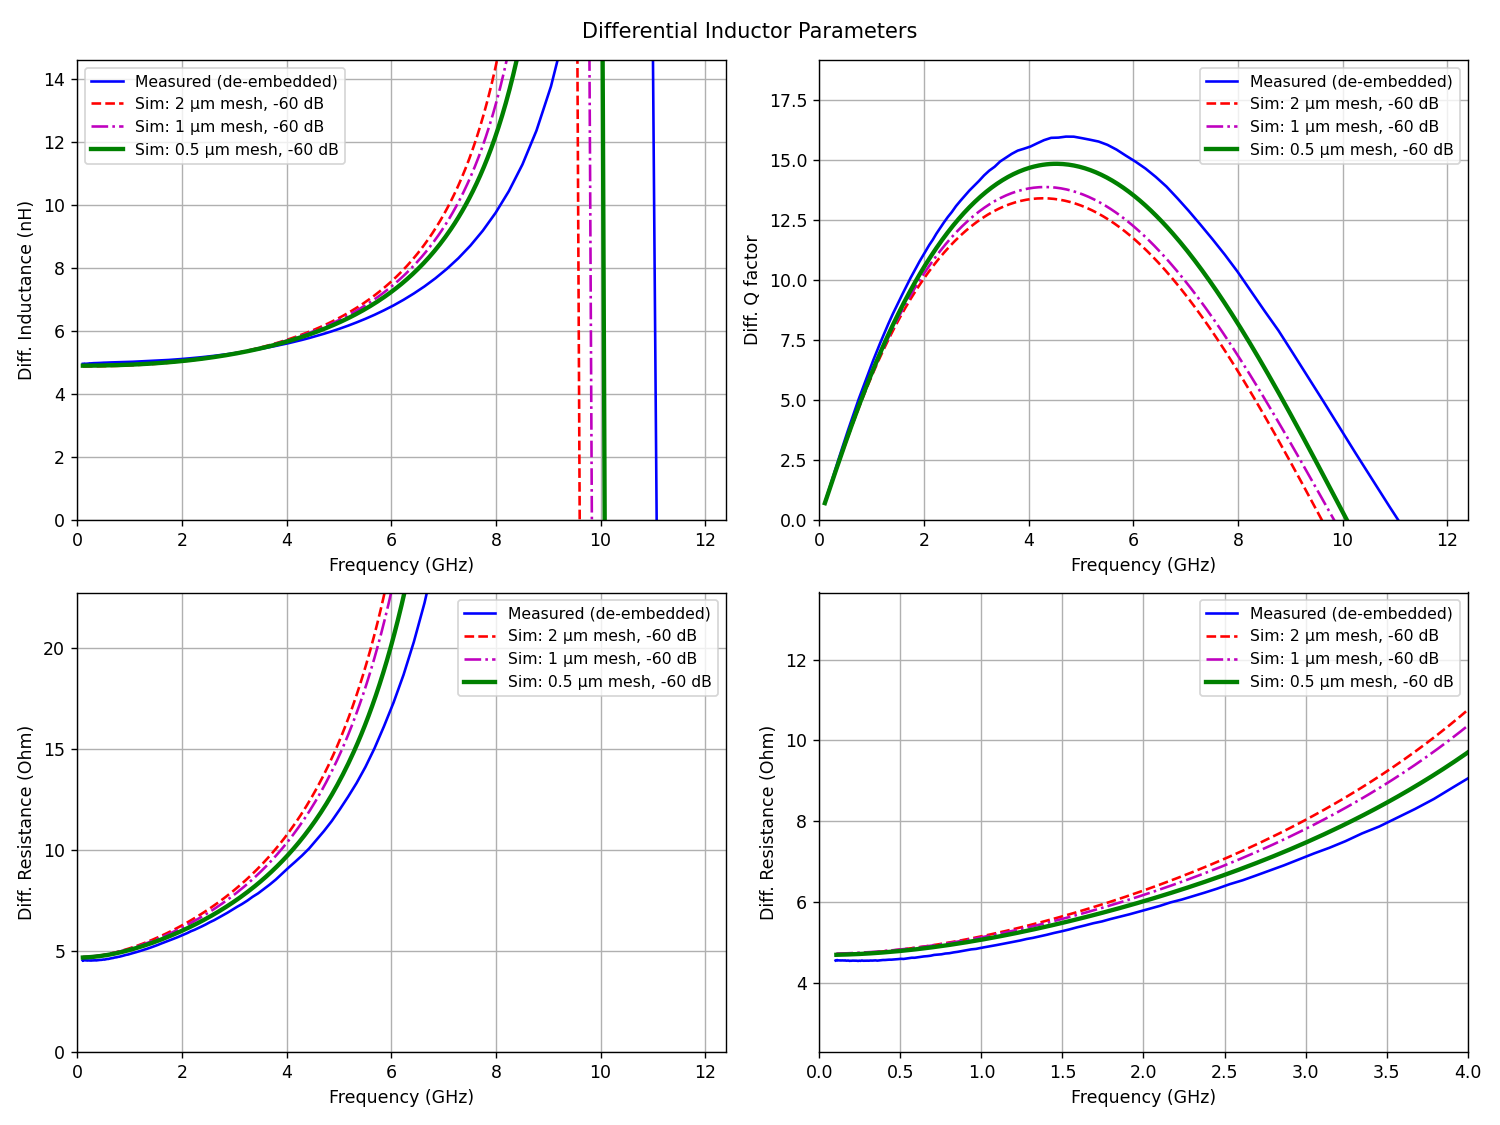 Differential Inductor Parameters
Diff. Inductance (nH)
14
12
10
8
6
4
2
0
Measured (de-embedded)
Sim: 2 μm mesh, -60 dB
Sim: 1 μm mesh, -60 dB
Sim: 0.5 μm mesh, -60 dB
0 2 4 6 8 10 12
Frequency (GHz)
Diff. Q factor
17.5
15.0
12.5
10.0
7.5
5.0
2.5
0.0
Measured (de-embedded)
Sim: 2 μm mesh, -60 dB
Sim: 1 μm mesh, -60 dB
Sim: 0.5 μm mesh, -60 dB
0 2 4 6 8 10 12
Frequency (GHz)
Diff. Resistance (Ohm)
20
15
10
5
0
Measured (de-embedded)
Sim: 2 μm mesh, -60 dB
Sim: 1 μm mesh, -60 dB
Sim: 0.5 μm mesh, -60 dB
0 2 4 6 8 10 12
Frequency (GHz)
Diff. Resistance (Ohm)
12
10
8
6
4
Measured (de-embedded)
Sim: 2 μm mesh, -60 dB
Sim: 1 μm mesh, -60 dB
Sim: 0.5 μm mesh, -60 dB
0.0 0.5 1.0 1.5 2.0 2.5 3.0 3.5 4.0
Frequency (GHz)